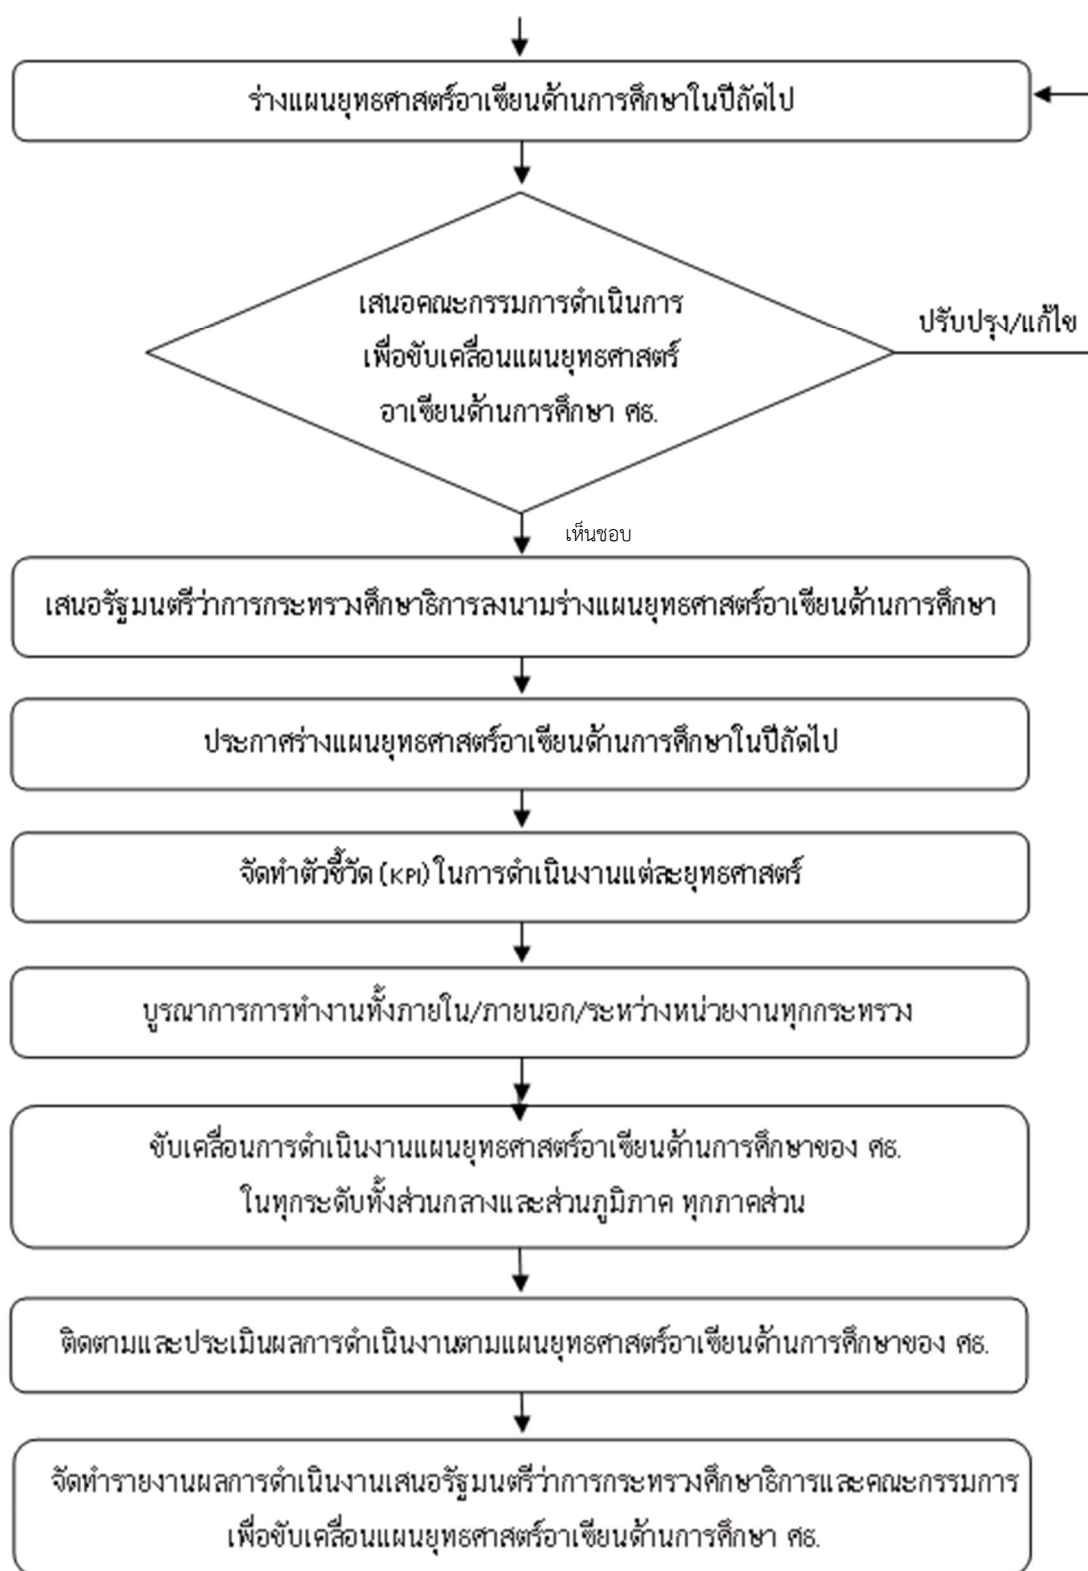 ร่างแผนยุทธศาสตร์อาเซียนด้านการศึกษาในปีถัดไป
เสนอคณะกรรมการดำเนินการ
เพื่อขับเคลื่อนแผนยุทธศาสตร์
อาเซียนด้านการศึกษา ศธ.
ปรับปรุง/แก้ไข
เห็นชอบ
เสนอรัฐมนตรีว่าการกระทรวงศึกษาธิการลงนามร่างแผนยุทธศาสตร์อาเซียนด้านการศึกษา
ประกาศร่างแผนยุทธศาสตร์อาเซียนด้านการศึกษาในปีถัดไป
จัดทำตัวชี้วัด (KPI) ในการดำเนินงานแต่ละยุทธศาสตร์
บูรณาการการทำงานทั้งภายใน/ภายนอก/ระหว่างหน่วยงานทุกกระทรวง
ขับเคลื่อนการดำเนินงานแผนยุทธศาสตร์อาเซียนด้านการศึกษาของ ศธ.
ในทุกระดับทั้งส่วนกลางและส่วนภูมิภาค ทุกภาคส่วน
ติดตามและประเมินผลการดำเนินงานตามแผนยุทธศาสตร์อาเซียนด้านการศึกษาของ ศธ.
จัดทำรายงานผลการดำเนินงานเสนอรัฐมนตรีว่าการกระทรวงศึกษาธิการและคณะกรรมการ
เพื่อขับเคลื่อนแผนยุทธศาสตร์อาเซียนด้านการศึกษา ศธ.